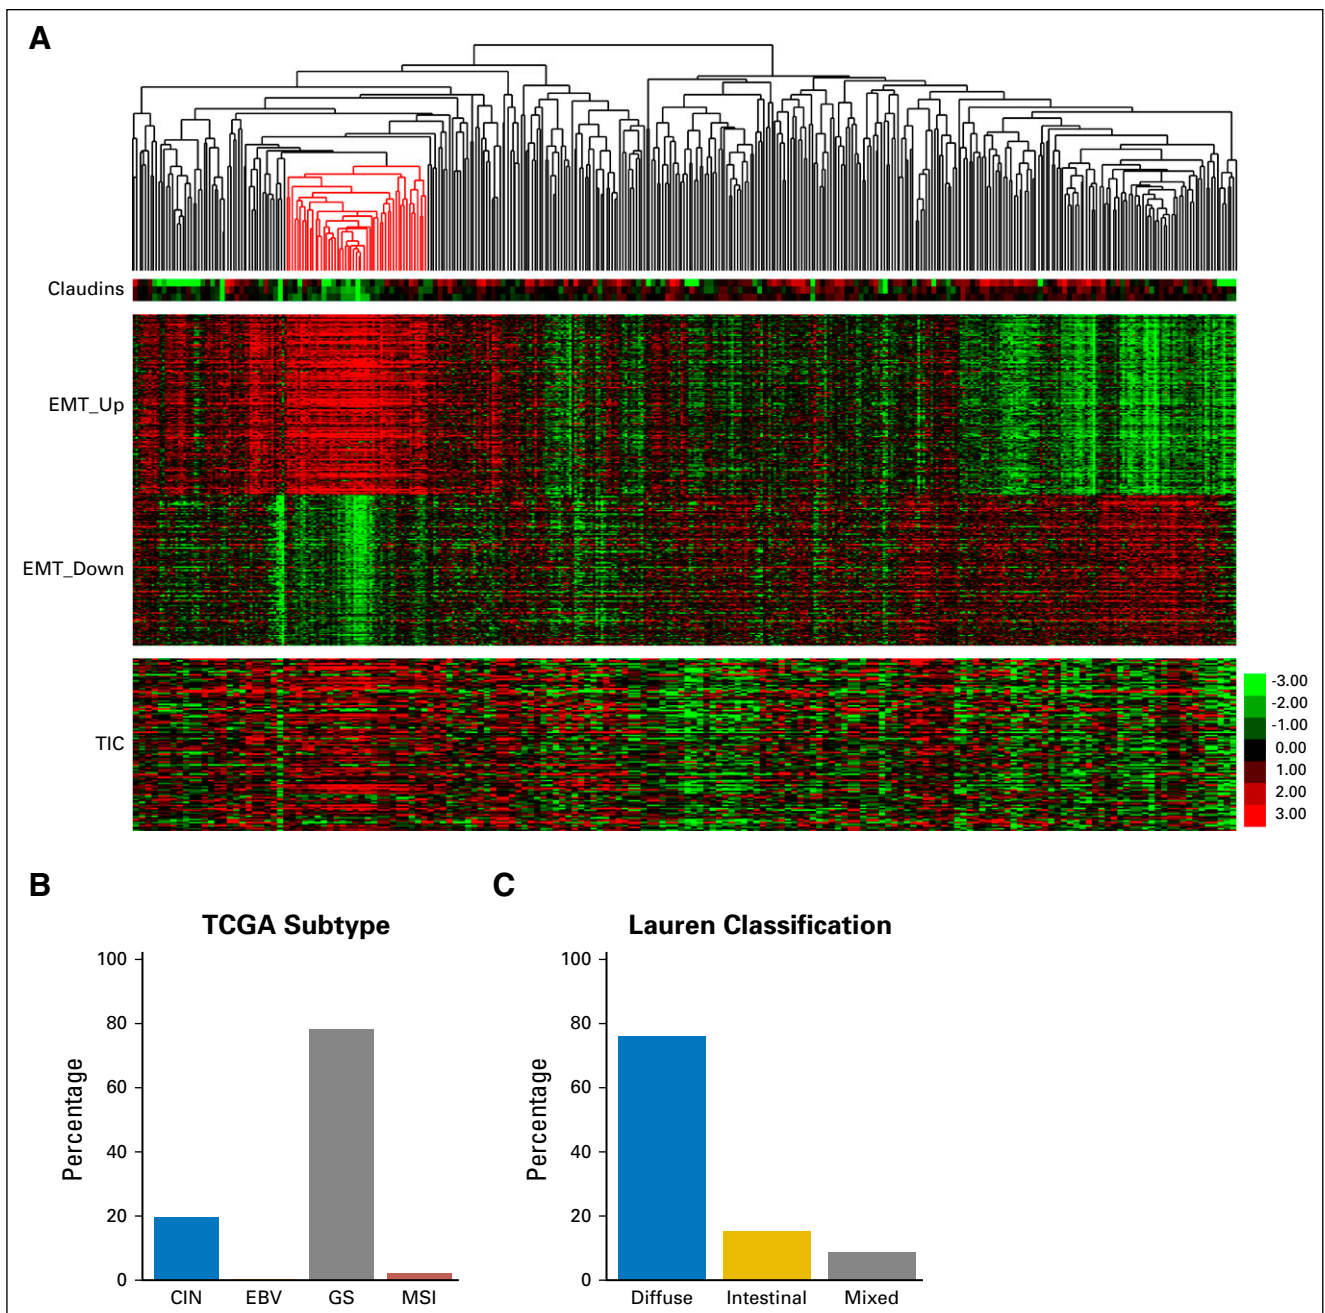 A
Claudins
EMT_Up
EMT_Down
TIC
-3.00
-2.00
-1.00
0.00
1.00
2.00
3.00
B
TCGA Subtype
Percentage
100
80
60
40
20
0
CIN EBV GS MSI
C
Lauren Classification
Percentage
100
80
60
40
20
0
Diffuse Intestinal Mixed